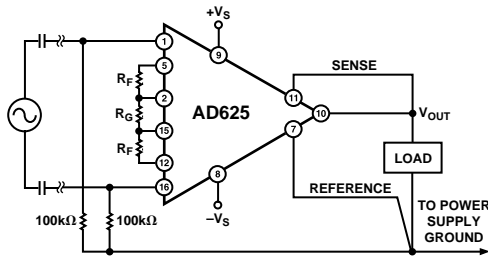 +VS
1
9
5
SENSE
RF
11
2
RG
AD625
10
VOUT
15
7
RF
LOAD
12
8
16
REFERENCE
–VS
100kΩ
100kΩ
TO POWER
SUPPLY
GROUND